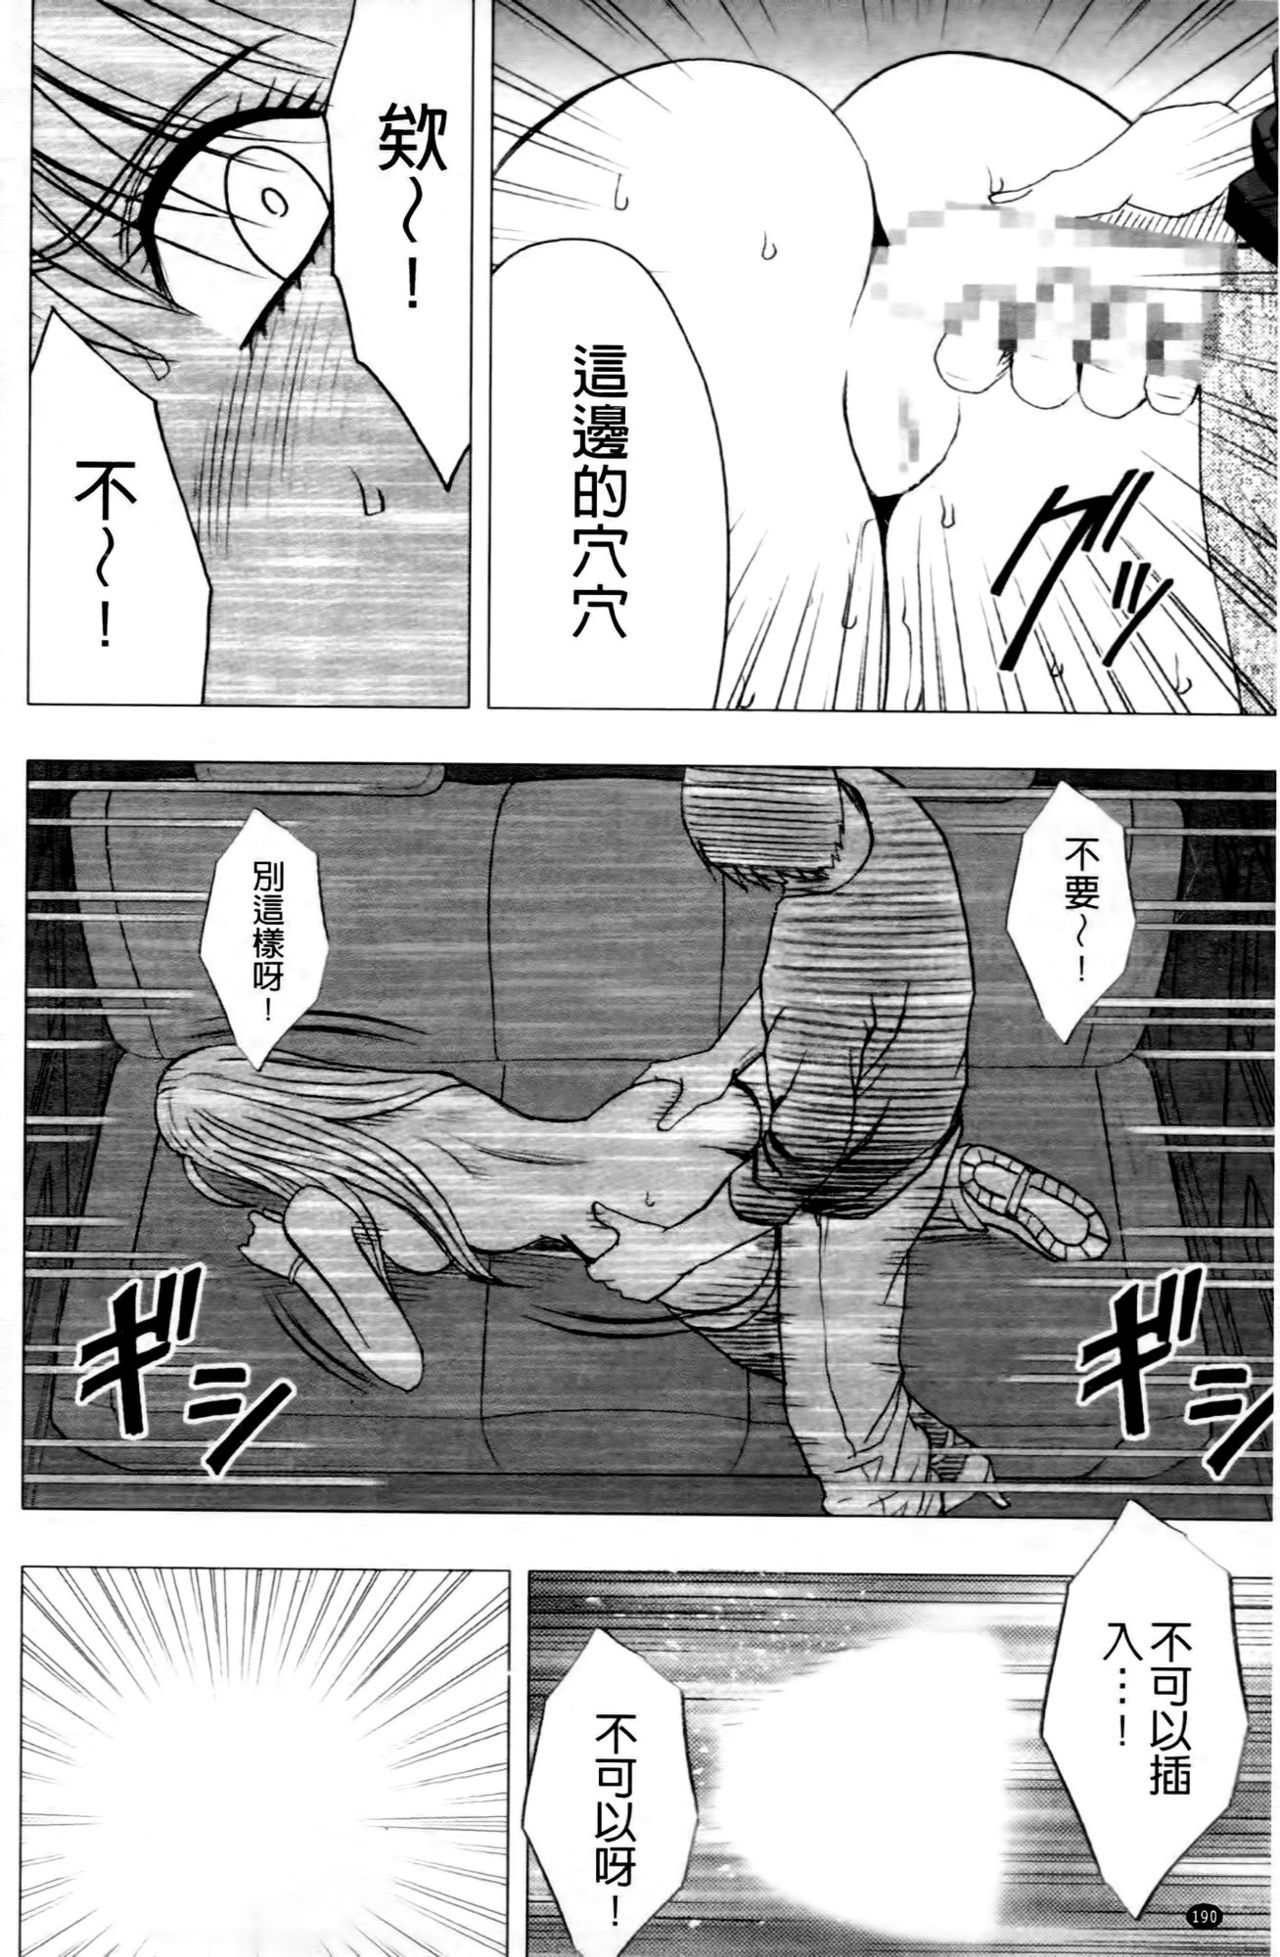 這邊的穴穴
グッ
欸～！
不～！
不要～！
別這樣呀！
ギシ
ギシ
不可以插
入…！
不可以呀！
190